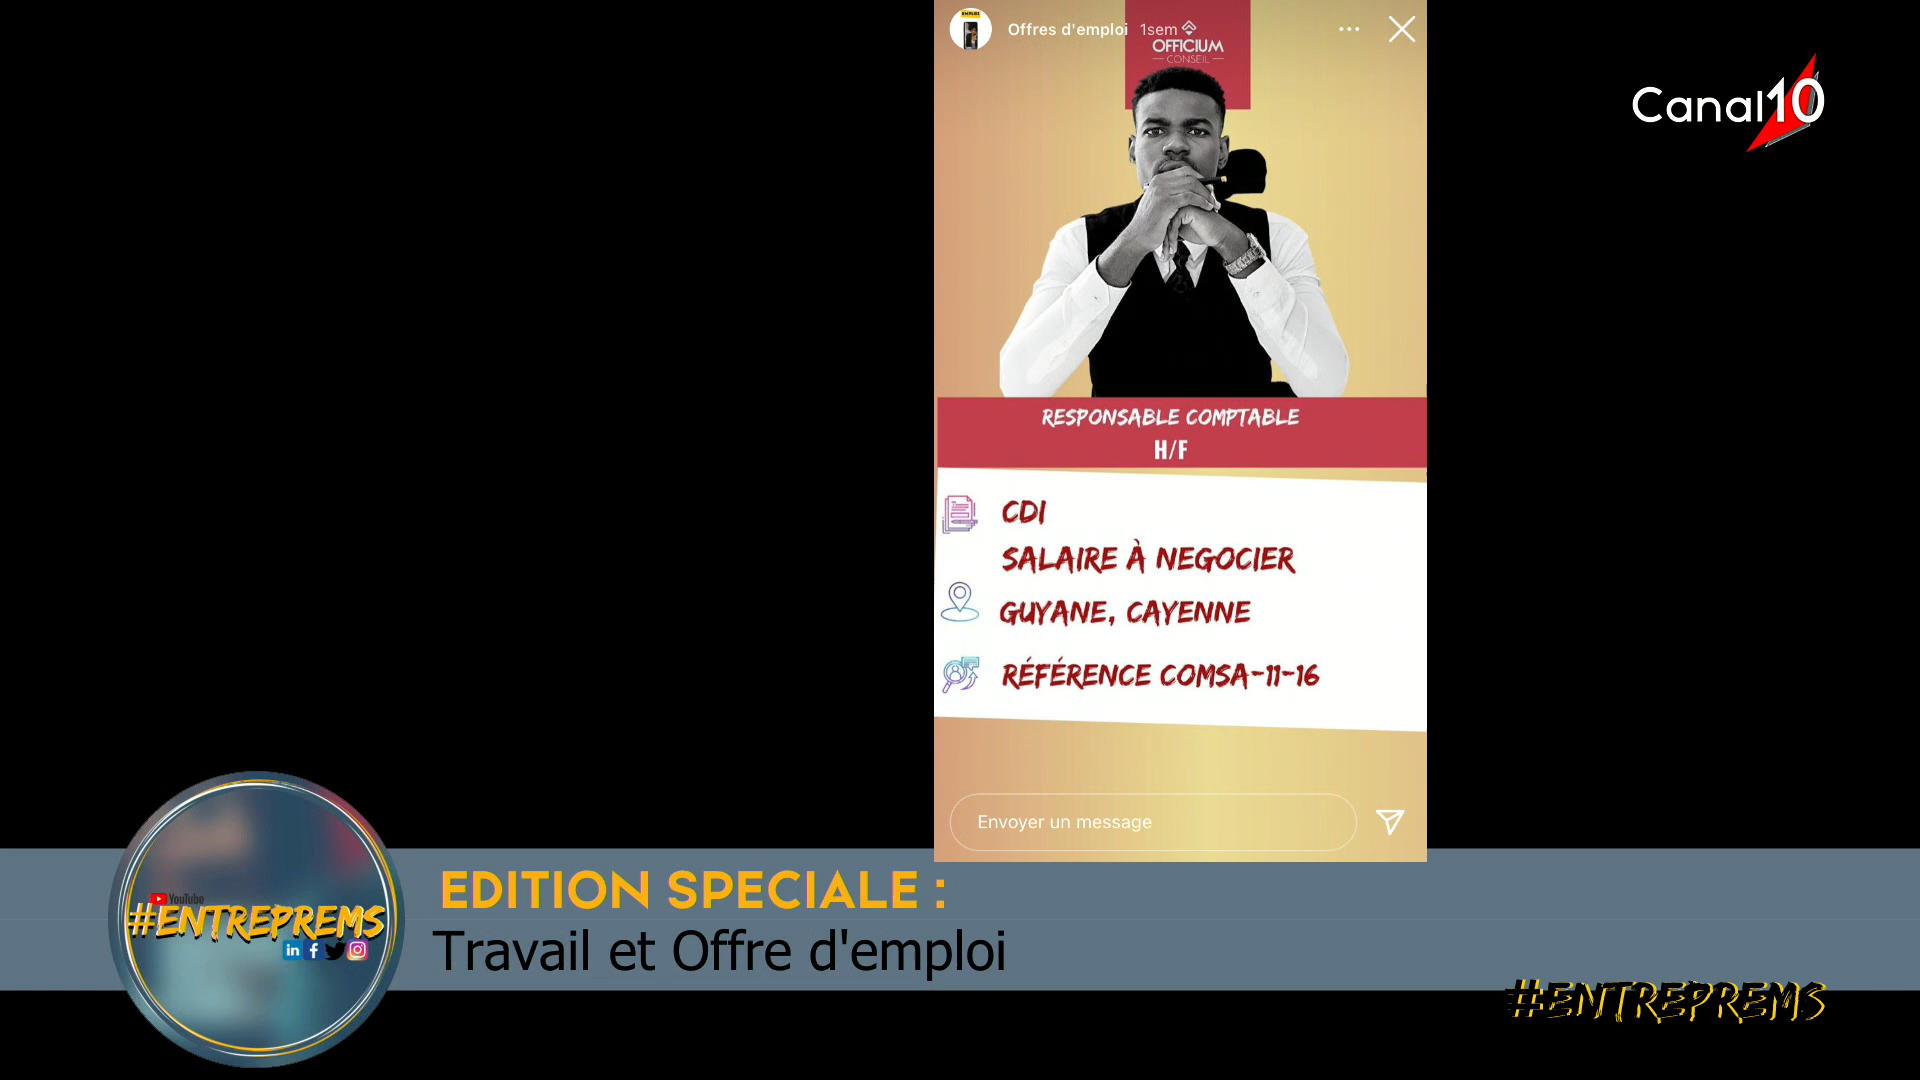 Offres d'emploi 1sem
OFFICIUM
CONSEIL
Canal10
RESPONSABLE COMPTABLE
H/F
CDI
SALAIRE À NEGOCIER
GUYANE, CAYENNE
RÉFÉRENCE COMSA-11-16
Envoyer un message
EDITION SPECIALE :
Travail et Offre d'emploi
YouTube
#ENTREPREMS
in f
#ENTREPREMS